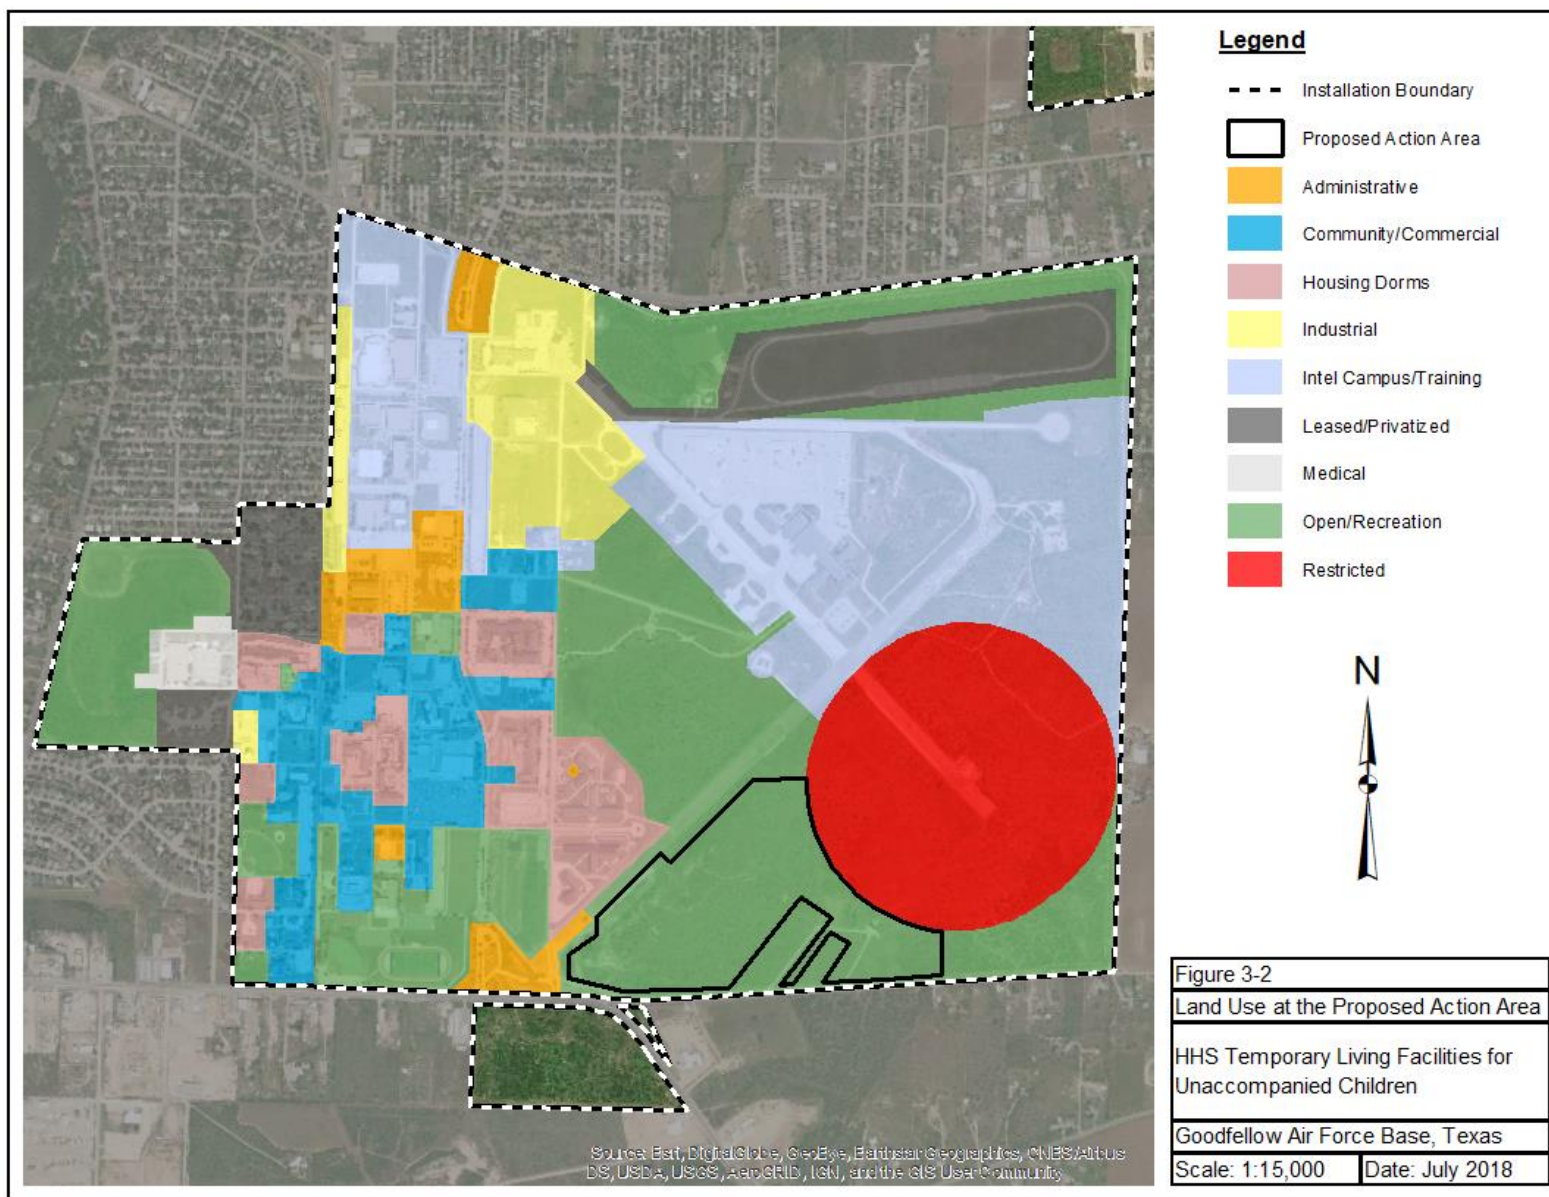 Legend
Installation Boundary
Proposed Action Area
Administrative
Community/Commercial
Housing Dorms
Industrial
Intel Campus/Training
Leased/Privatized
Medical
Open/Recreation
Restricted
N
Figure 3-2
Land Use at the Proposed Action Area
HHS Temporary Living Facilities for
Unaccompanied Children
Goodfellow Air Force Base, Texas
Scale: 1:15,000
Date: July 2018
Source: Esri, DigitalGlobe, GeoEye, Earthstar Geographics, CNES/Airbus
DS, USDA, USGS, AeroGRID, IGN, and the GIS User Community